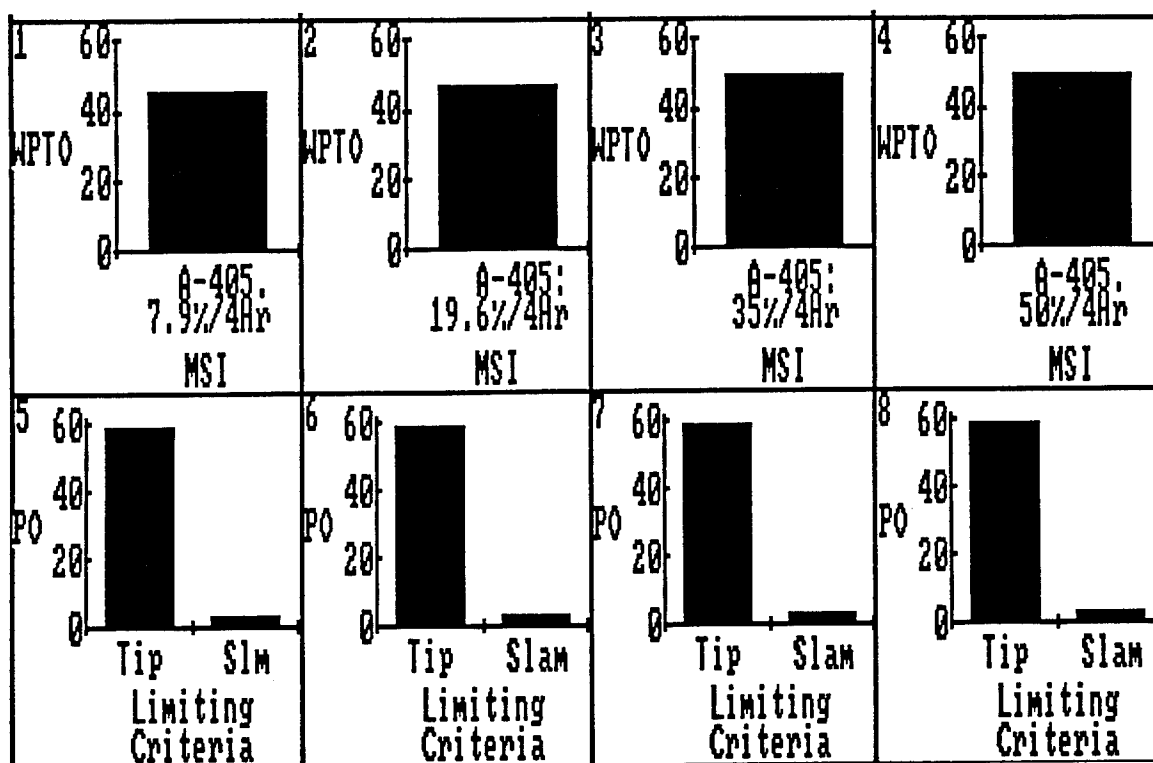 1
60
40
WPTO
20
0
A-405.
7.9%/4Hr
MSI
2
60
40
WPTO
20
0
A-405:
19.6%/4Hr
MSI
3
60
40
WPTO
20
0
A-405:
35%/4Hr
MSI
4
60
40
WPTO
20
0
A-405.
50%/4Hr
MSI
5
60
40
PO
20
0
Tip Slm
Limiting
Criteria
6
60
40
PO
20
0
Tip Slam
Limiting
Criteria
7
60
40
PO
20
0
Tip Slam
Limiting
Criteria
8
60
40
PO
20
0
Tip Slam
Limiting
Criteria